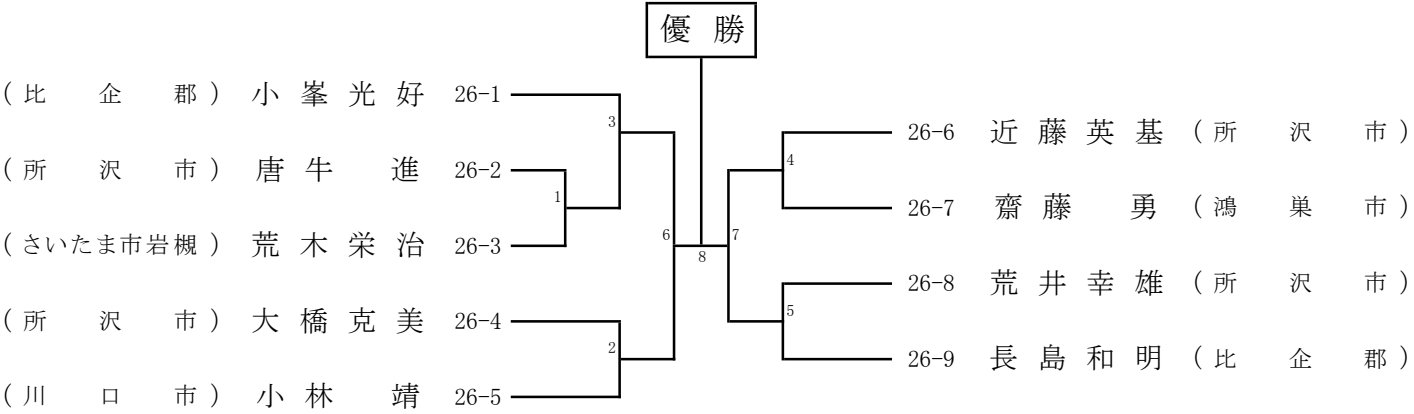 優 勝
( 比 企 郡 ) 小 峯 光 好 26-1
3
( 所 沢 市 ) 唐 牛 進 26-2
1
( さいたま市岩槻 ) 荒 木 栄 治 26-3
6
( 所 沢 市 ) 大 橋 克 美 26-4
2
( 川 口 市 ) 小 林 靖 26-5
8
26-6 近 藤 英 基 ( 所 沢 市 )
4
26-7 齋 藤 勇 ( 鴻 巣 市 )
7
26-8 荒 井 幸 雄 ( 所 沢 市 )
5
26-9 長 島 和 明 ( 比 企 郡 )